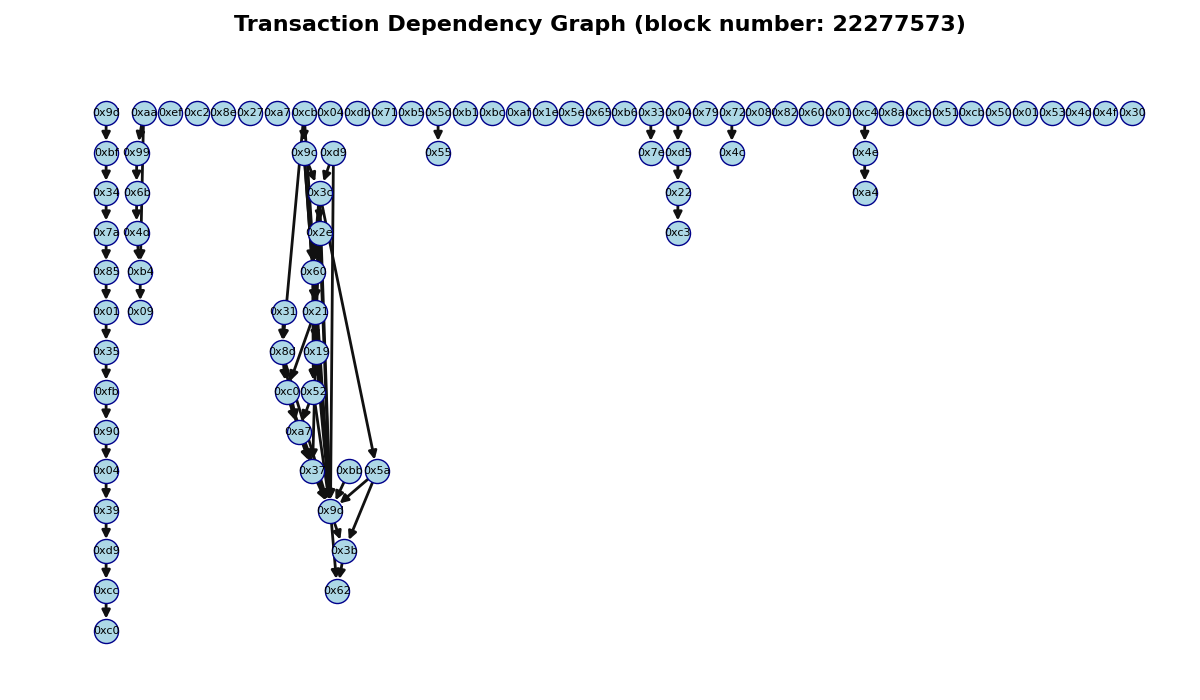 Transaction Dependency Graph (block number: 22277573)
0x9d 0xaa 0xef 0xc2 0x8e 0x27 0xa7 0xcb 0x04 0xdb 0x71 0xb5 0x5d 0xb1 0xbc 0xaf 0x1e 0x5e 0x65 0xb6 0x33 0x04 0x79 0x72 0x08 0x82 0x60 0x01 0xc4 0x8a 0xcb 0x51 0xcb 0x50 0x01 0x53 0x4d 0x4f 0x30
0xbf 0x99 0x9c 0xd9 0x55 0x7e 0xd5 0x4c 0x4e
0x34 0x6b 0x3c 0x22 0xa4
0x7a 0x4d 0x2e 0xc3
0x85 0xb4 0x60
0x01 0x09 0x31 0x21
0x35 0x8d 0x19
0xfb 0xc0 0x52
0x90 0xa7
0x04 0x37 0xbb 0x5a
0x39 0x9d
0xd9 0x3b
0xcc 0x62
0xc0